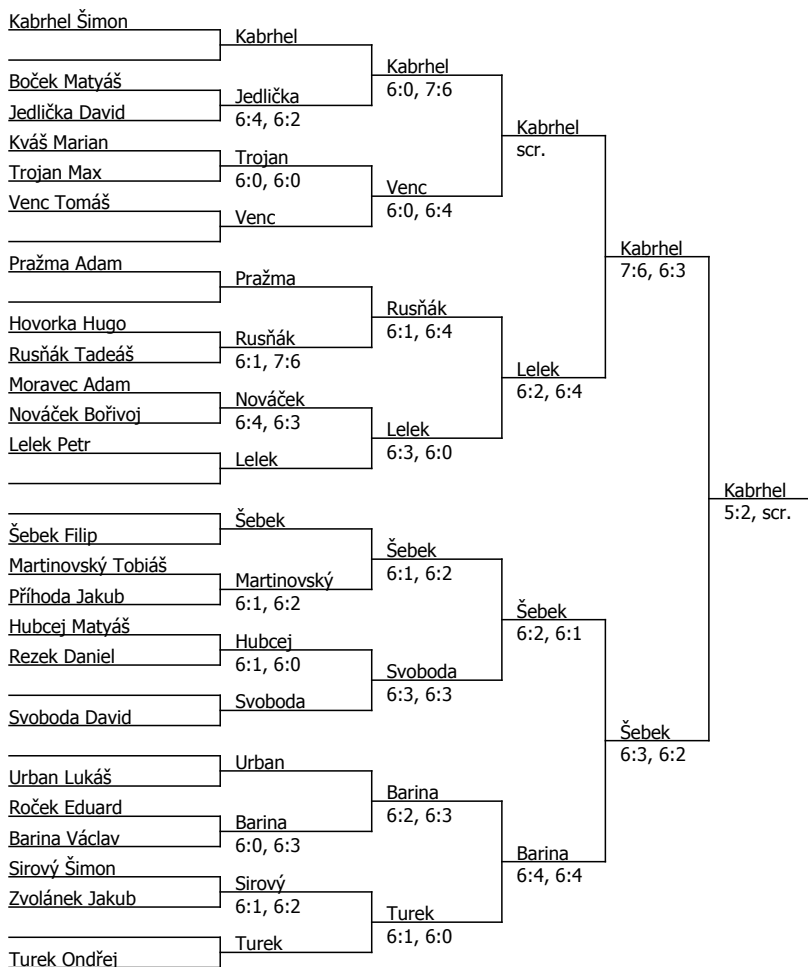 Kabrhel Šimon
Kabrhel
Kabrhel
6:0, 7:6
Boček Matyáš
Jedlička David
Jedlička
6:4, 6:2
Kabrhel
scr.
Kváš Marian
Trojan Max
Trojan
6:0, 6:0
Venc
6:0, 6:4
Venc Tomáš
Venc
Kabrhel
7:6, 6:3
Pražma Adam
Pražma
Rusňák
6:1, 6:4
Hovorka Hugo
Rusňák Tadeáš
Rusňák
6:1, 7:6
Lelek
6:2, 6:4
Moravec Adam
Nováček Bořivoj
Nováček
6:4, 6:3
Lelek
6:3, 6:0
Lelek Petr
Lelek
Kabrhel
5:2, scr.
Šebek Filip
Šebek
Šebek
6:1, 6:2
Martinovský Tobiáš
Příhoda Jakub
Martinovský
6:1, 6:2
Šebek
6:2, 6:1
Hubcej Matyáš
Rezek Daniel
Hubcej
6:1, 6:0
Svoboda
6:3, 6:3
Svoboda David
Svoboda
Šebek
6:3, 6:2
Urban Lukáš
Urban
Barina
6:2, 6:3
Roček Eduard
Barina Václav
Barina
6:0, 6:3
Barina
6:4, 6:4
Sirový Šimon
Zvolánek Jakub
Sirový
6:1, 6:2
Turek
6:1, 6:0
Turek Ondřej
Turek